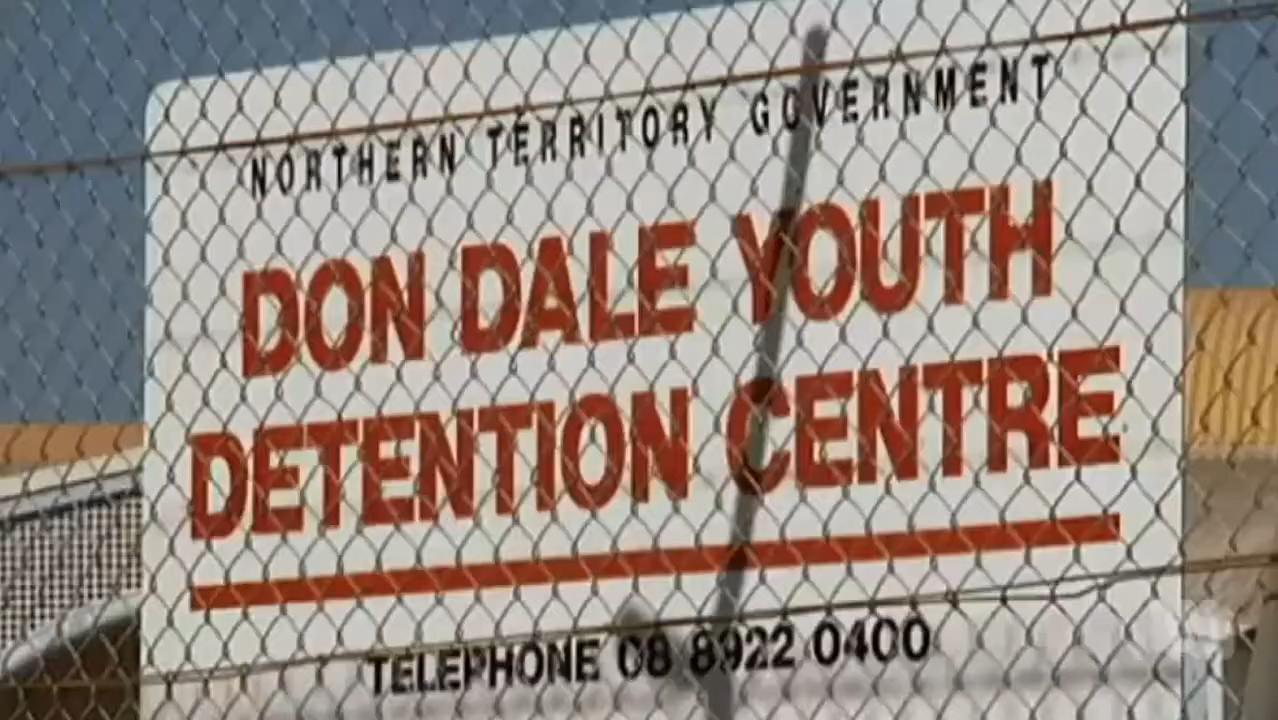 NORTHERN TERRITORY GOVERNMENT
DON DALE YOUTH
DETENTION CENTRE
TELEPHONE 08 8922 0400